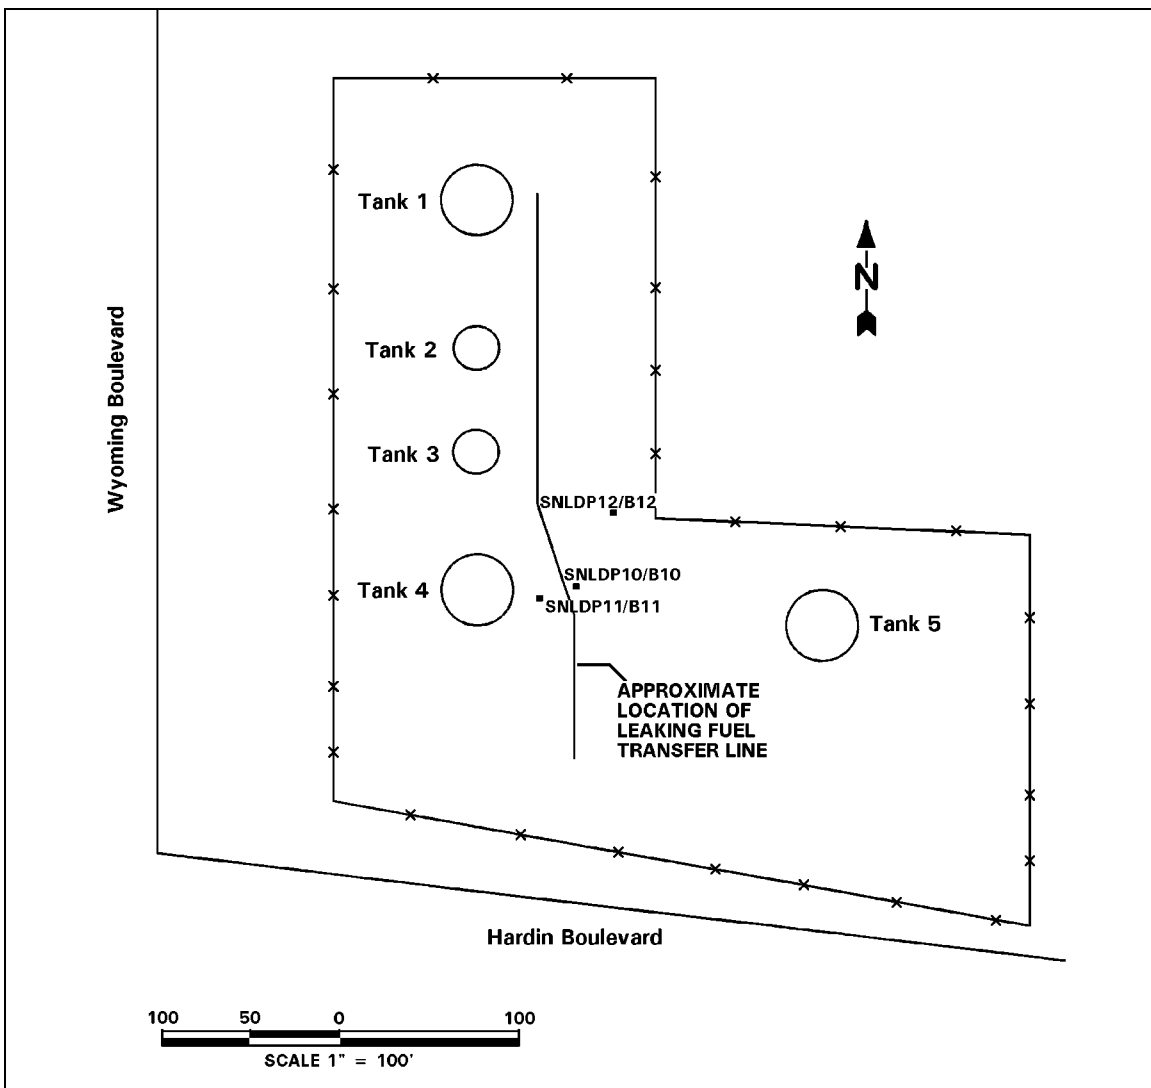 Tank 1
N
Wyoming Boulevard
Tank 2
Tank 3
SNLDP12/B12
SNLDP10/B10
Tank 4
SNLDP11/B11
Tank 5
APPROXIMATE
LOCATION OF
LEAKING FUEL
TRANSFER LINE
Hardin Boulevard
100 50 0 100
SCALE 1" = 100'